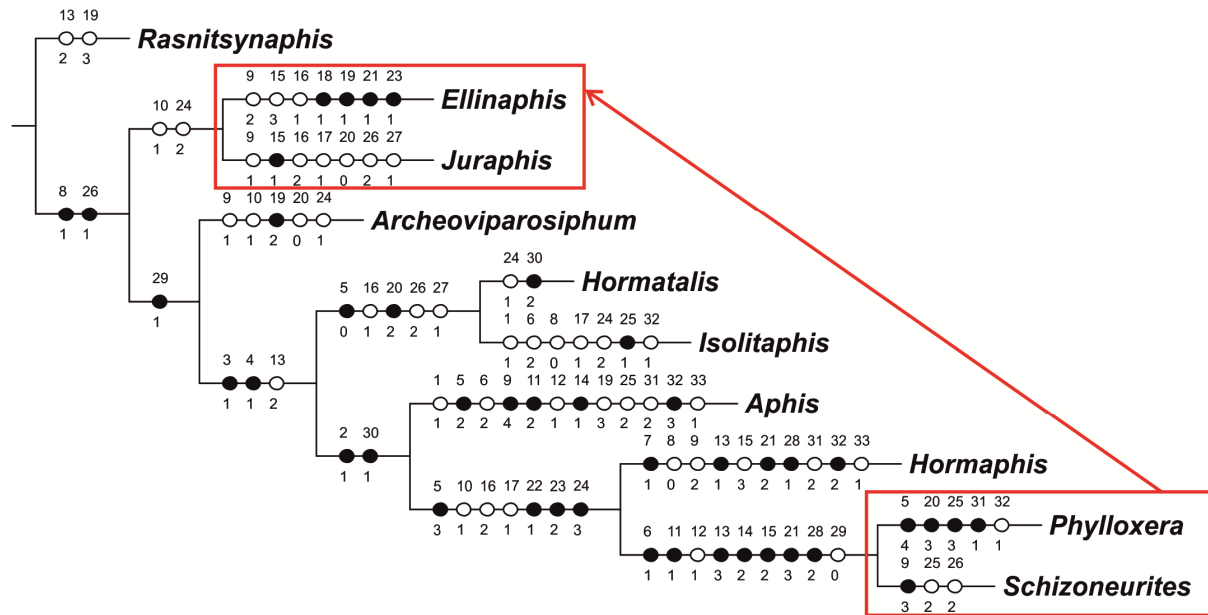 13 19
Rasnitsynaphis
2 3
9 15 16 18 19 21 23
Ellinaphis
2 3 1 1 1 1 1
10 24
1 2
9 15 16 17 20 26 27
Juraphis
1 1 2 1 0 2 1
8 26
1 1
9 10 19 20 24
Archeoviparosiphum
1 1 2 0 1
29
1
24 30
Hormatalis
1 2
5 16 20 26 27
0 1 2 2 1
1 6 8 17 24 25 32
Isolitaphis
1 2 0 1 2 1 1
3 4 13
1 1 2
1 5 6 9 11 12 14 19 25 31 32 33
Aphis
1 2 2 4 2 1 1 3 2 2 3 1
2 30
1 1
7 8 9 13 15 21 28 31 32 33
Hormaphis
1 0 2 1 3 2 1 2 2 1
5 10 16 17 22 23 24
3 1 2 1 1 2 3
5 20 25 31 32
Phylloxera
4 3 3 1 1
6 11 12 13 14 15 21 28 29
1 1 1 3 2 2 3 2 0
9 25 26
Schizoneurites
3 2 2